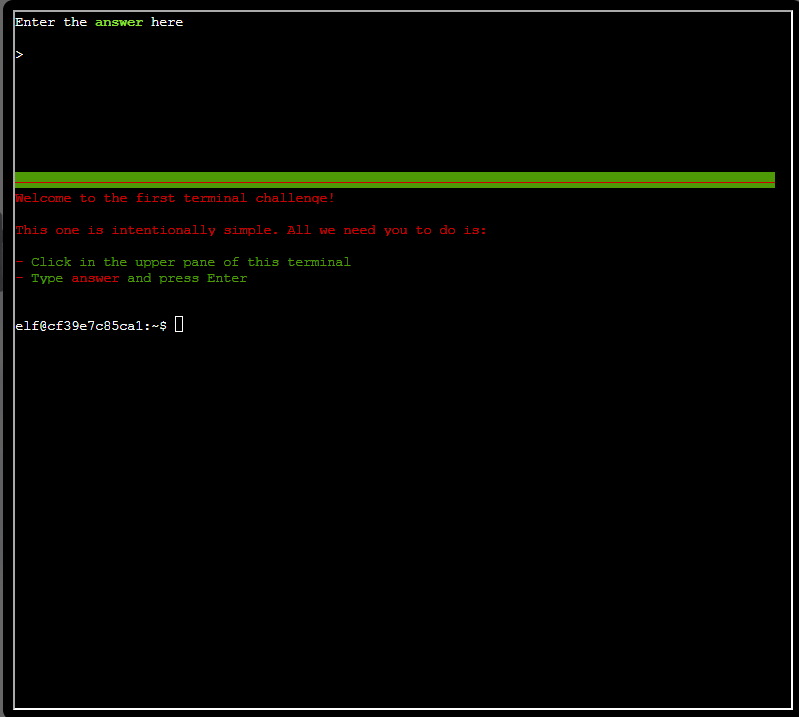 Enter the answer here
>
Welcome to the first terminal challenge!
This one is intentionally simple. All we need you to do is:
- Click in the upper pane of this terminal
- Type answer and press Enter
elf@cf39e7c85ca1:~$